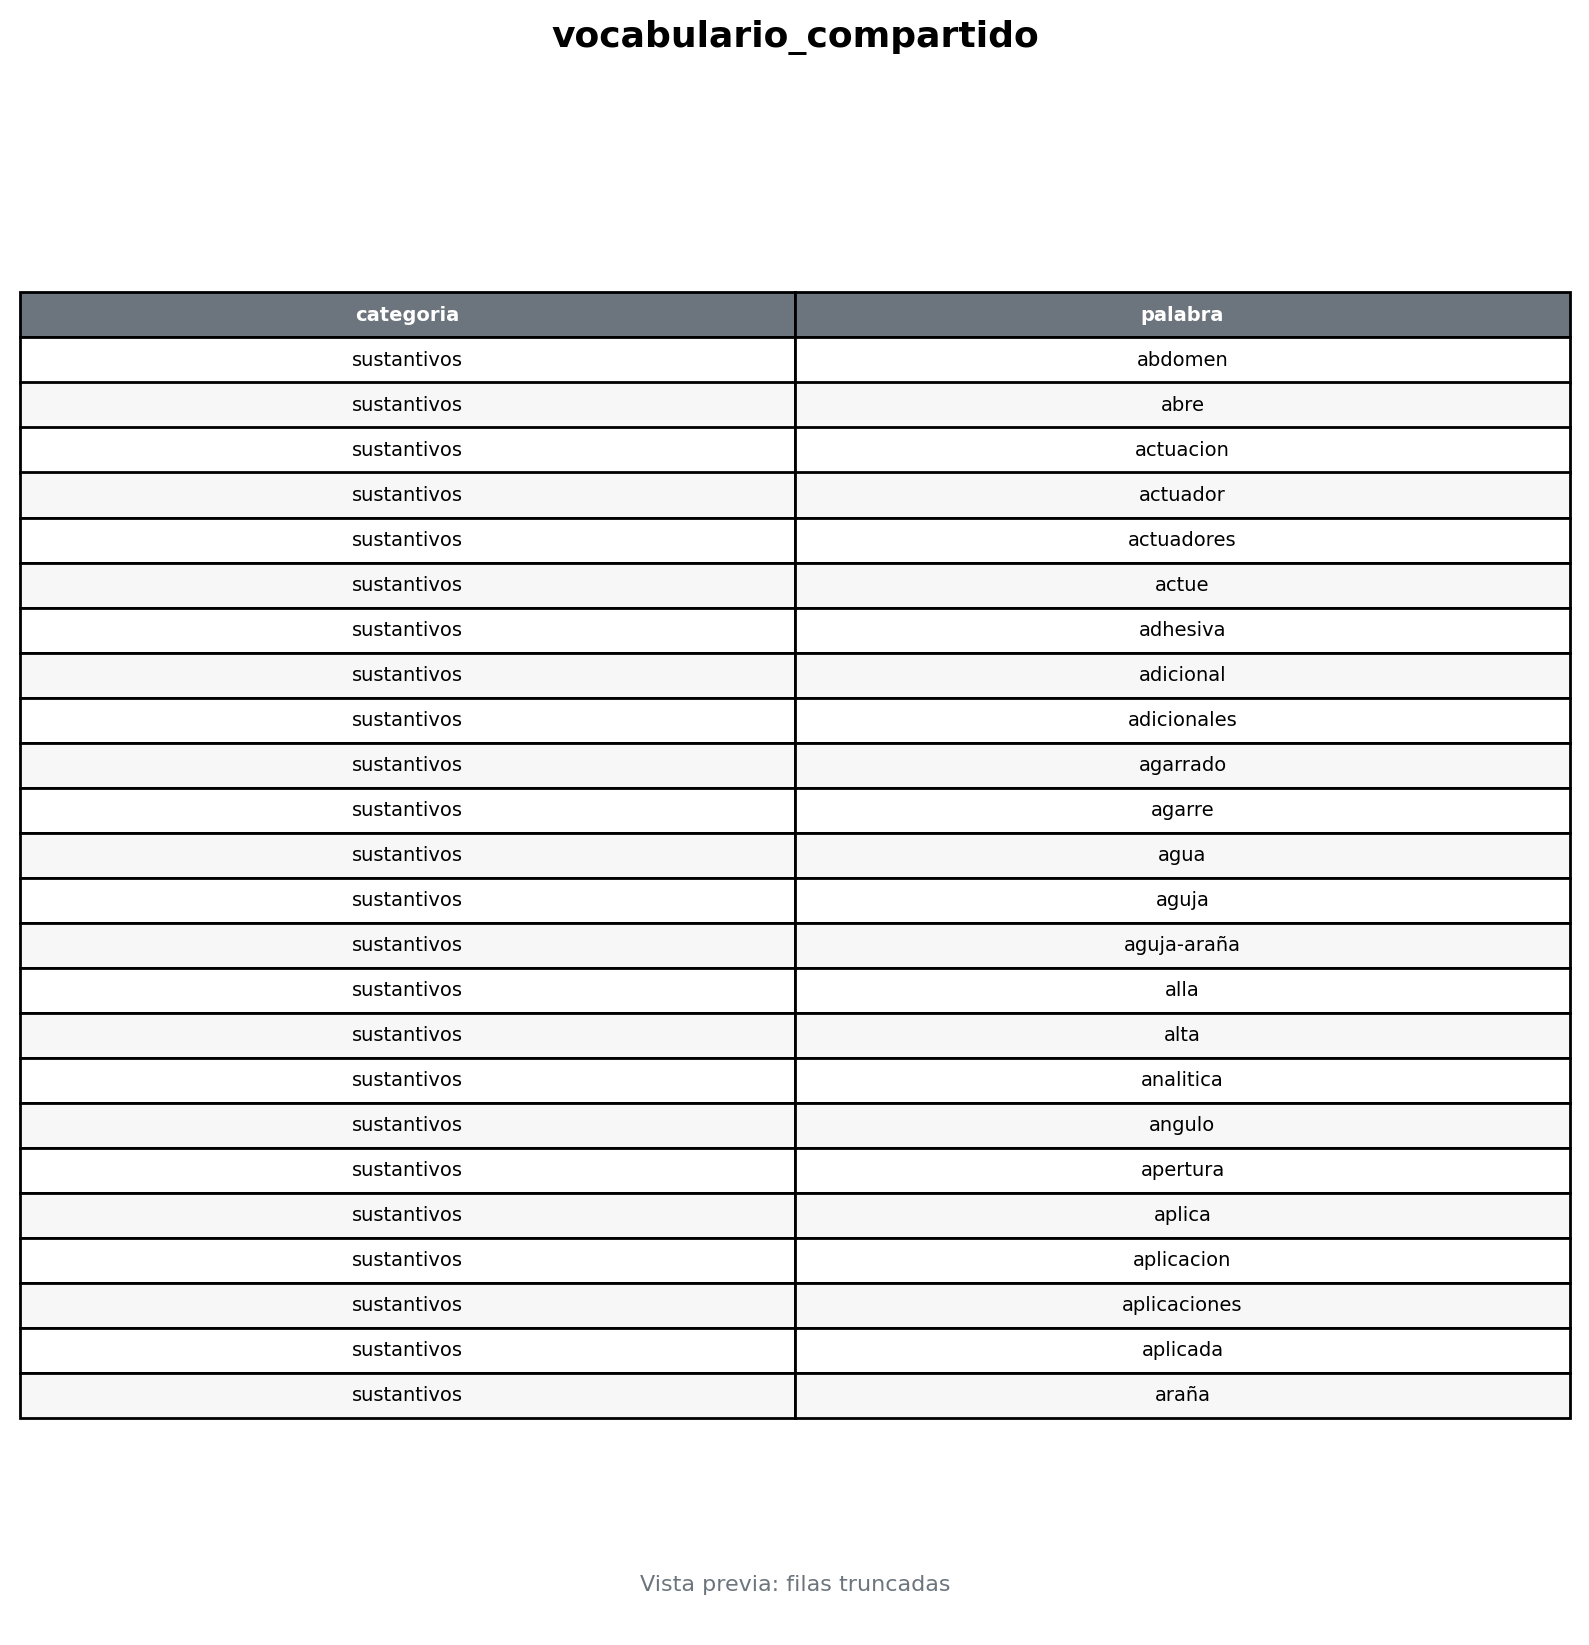 vocabulario_compartido
categoria palabra
sustantivos abdomen
sustantivos abre
sustantivos actuacion
sustantivos actuador
sustantivos actuadores
sustantivos actue
sustantivos adhesiva
sustantivos adicional
sustantivos adicionales
sustantivos agarrado
sustantivos agarre
sustantivos agua
sustantivos aguja
sustantivos aguja-araña
sustantivos alla
sustantivos alta
sustantivos analitica
sustantivos angulo
sustantivos apertura
sustantivos aplica
sustantivos aplicacion
sustantivos aplicaciones
sustantivos aplicada
sustantivos araña
Vista previa: filas truncadas